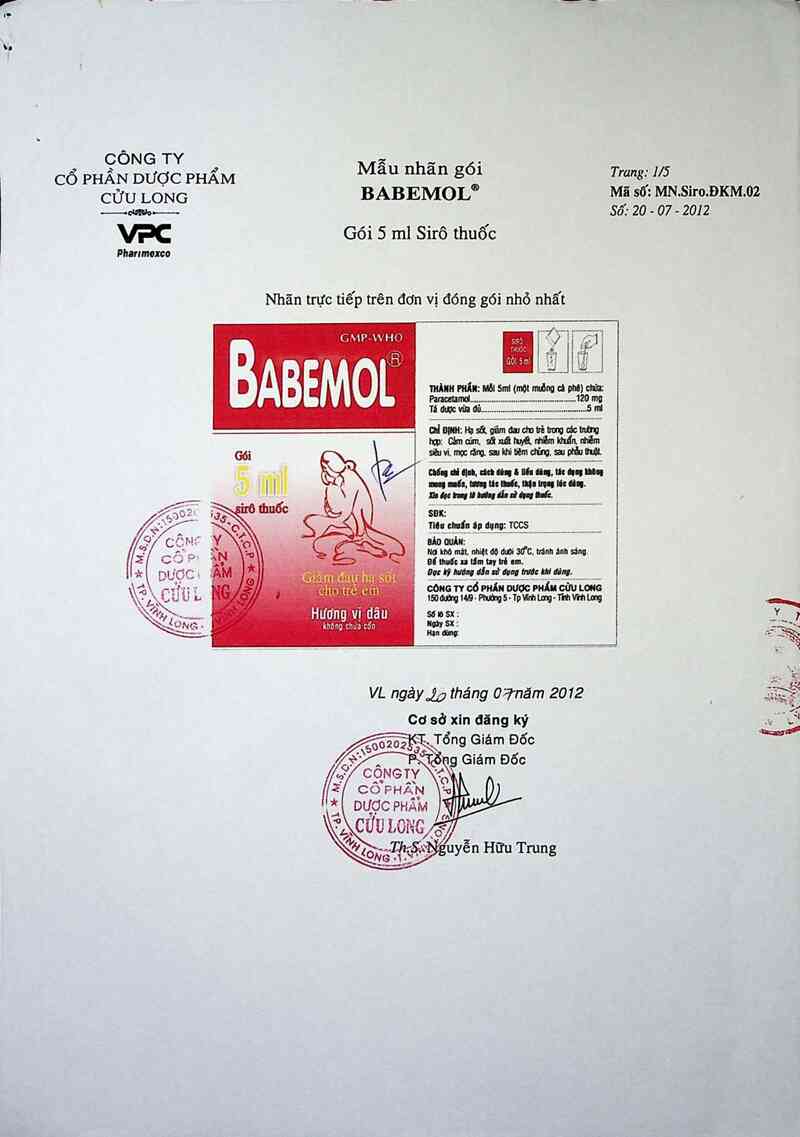 CÔNG TY
CỔ PHẦN DƯỢC PHẨM
CỬU LONG
VPC
Pharimexco
Mẫu nhãn gói
BABEMOL®
Gói 5 ml Sirô thuốc
Trang: 1/5
Mã số: MN.Siro.ĐKM.02
Số: 20 - 07 - 2012
Nhãn trực tiếp trên đơn vị đóng gói nhỏ nhất
GMP-WHO
BABEMOL®
Gói
5 ml
sirô thuốc
Giảm đau hạ sốt
cho trẻ em
Hương vị dâu
không chứa cồn
SIRÔ
THUỐC
GÓI 5 ml
THÀNH PHẦN: Mỗi 5ml (một muỗng cà phê) chứa:
Paracetamol..............................120 mg
Tá dược vừa đủ..............................5 ml
CHỈ ĐỊNH: Hạ sốt, giảm đau cho trẻ trong các trường
hợp: Cảm cúm, sốt xuất huyết, nhiễm khuẩn, nhiễm
siêu vi, mọc răng, sau khi tiêm chủng, sau phẫu thuật.
Chống chỉ định, cách dùng & liều dùng, tác dụng không
mong muốn, tương tác thuốc, thận trọng lúc dùng.
Xin đọc trong tờ hướng dẫn sử dụng thuốc.
SĐK:
Tiêu chuẩn áp dụng: TCCS
BẢO QUẢN:
Nơi khô mát, nhiệt độ dưới 30°C, tránh ánh sáng.
Để thuốc xa tầm tay trẻ em.
Đọc kỹ hướng dẫn sử dụng trước khi dùng.
CÔNG TY CỔ PHẦN DƯỢC PHẨM CỬU LONG
150 đường 14/9 - Phường 5 - Tp Vĩnh Long - Tỉnh Vĩnh Long
Số lô SX :
Ngày SX :
Hạn dùng:
VL ngày 20 tháng 07 năm 2012
Cơ sở xin đăng ký
KT. Tổng Giám Đốc
P. Tổng Giám Đốc
M.S.D.N:1500202535-C.T.C.P
CÔNG TY
CỔ PHẦN
DƯỢC PHẨM
CỬU LONG
TP. VĨNH LONG
Th.S. Nguyễn Hữu Trung